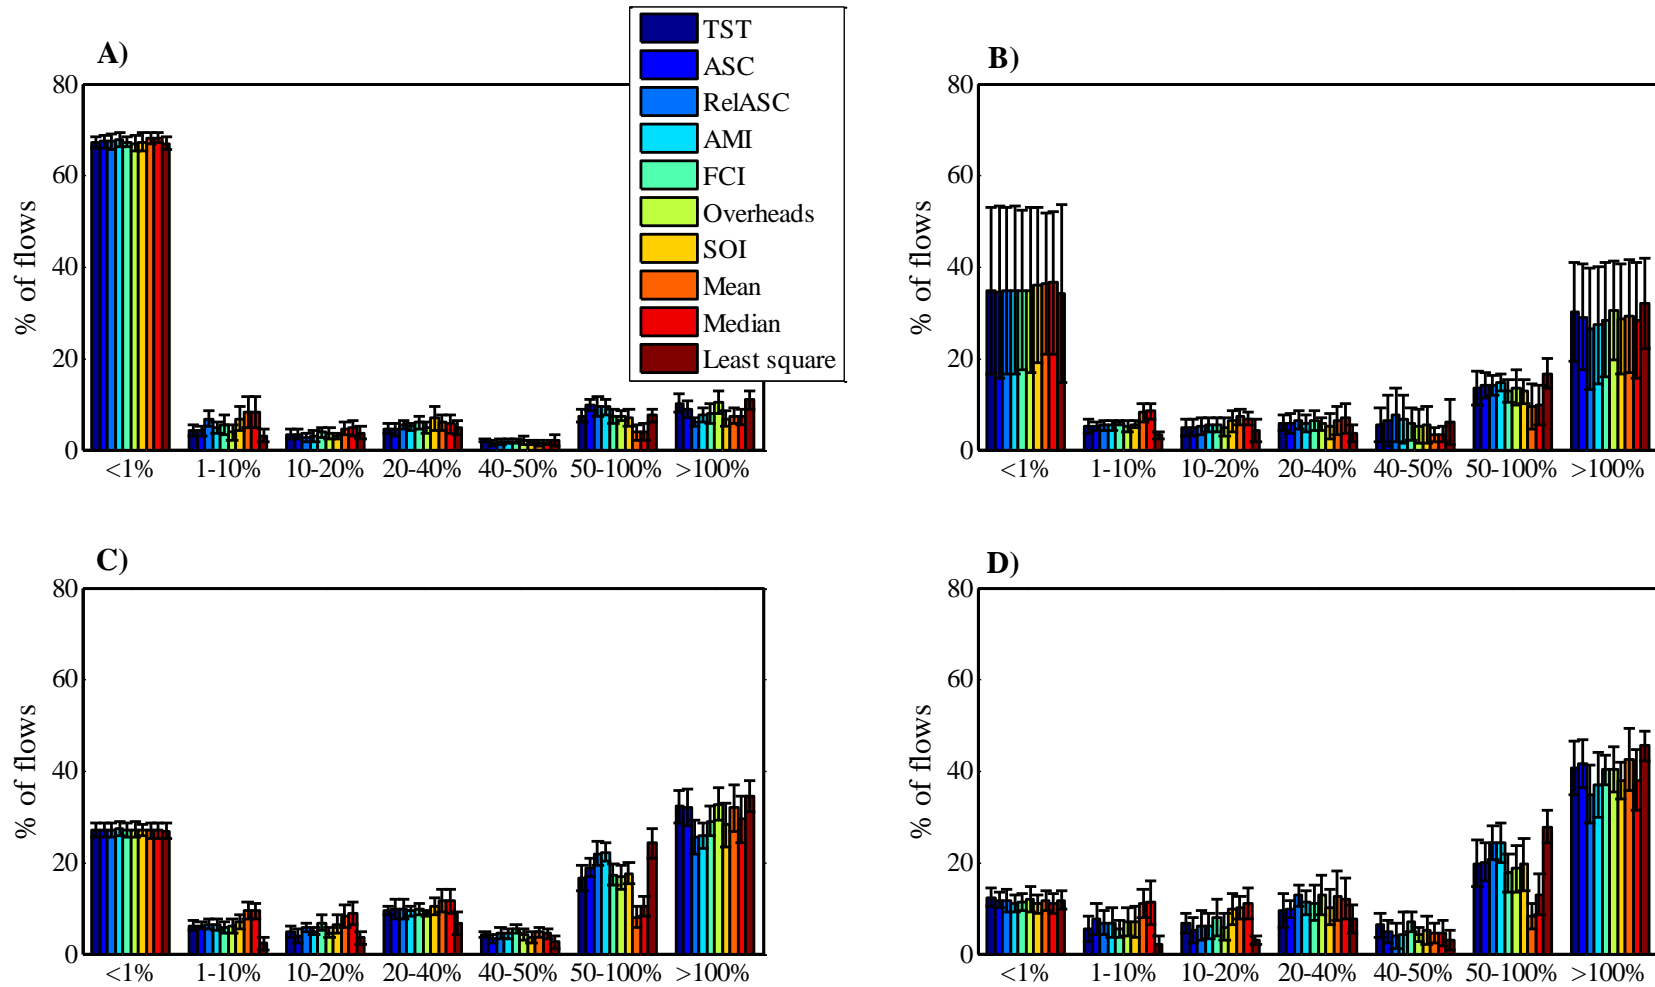 A)
% of flows
80
60
40
20
0
<1% 1-10% 10-20% 20-40% 40-50% 50-100% >100%
TST
ASC
RelASC
AMI
FCI
Overheads
SOI
Mean
Median
Least square
B)
% of flows
80
60
40
20
0
<1% 1-10% 10-20% 20-40% 40-50% 50-100% >100%
C)
% of flows
80
60
40
20
0
<1% 1-10% 10-20% 20-40% 40-50% 50-100% >100%
D)
% of flows
80
60
40
20
0
<1% 1-10% 10-20% 20-40% 40-50% 50-100% >100%